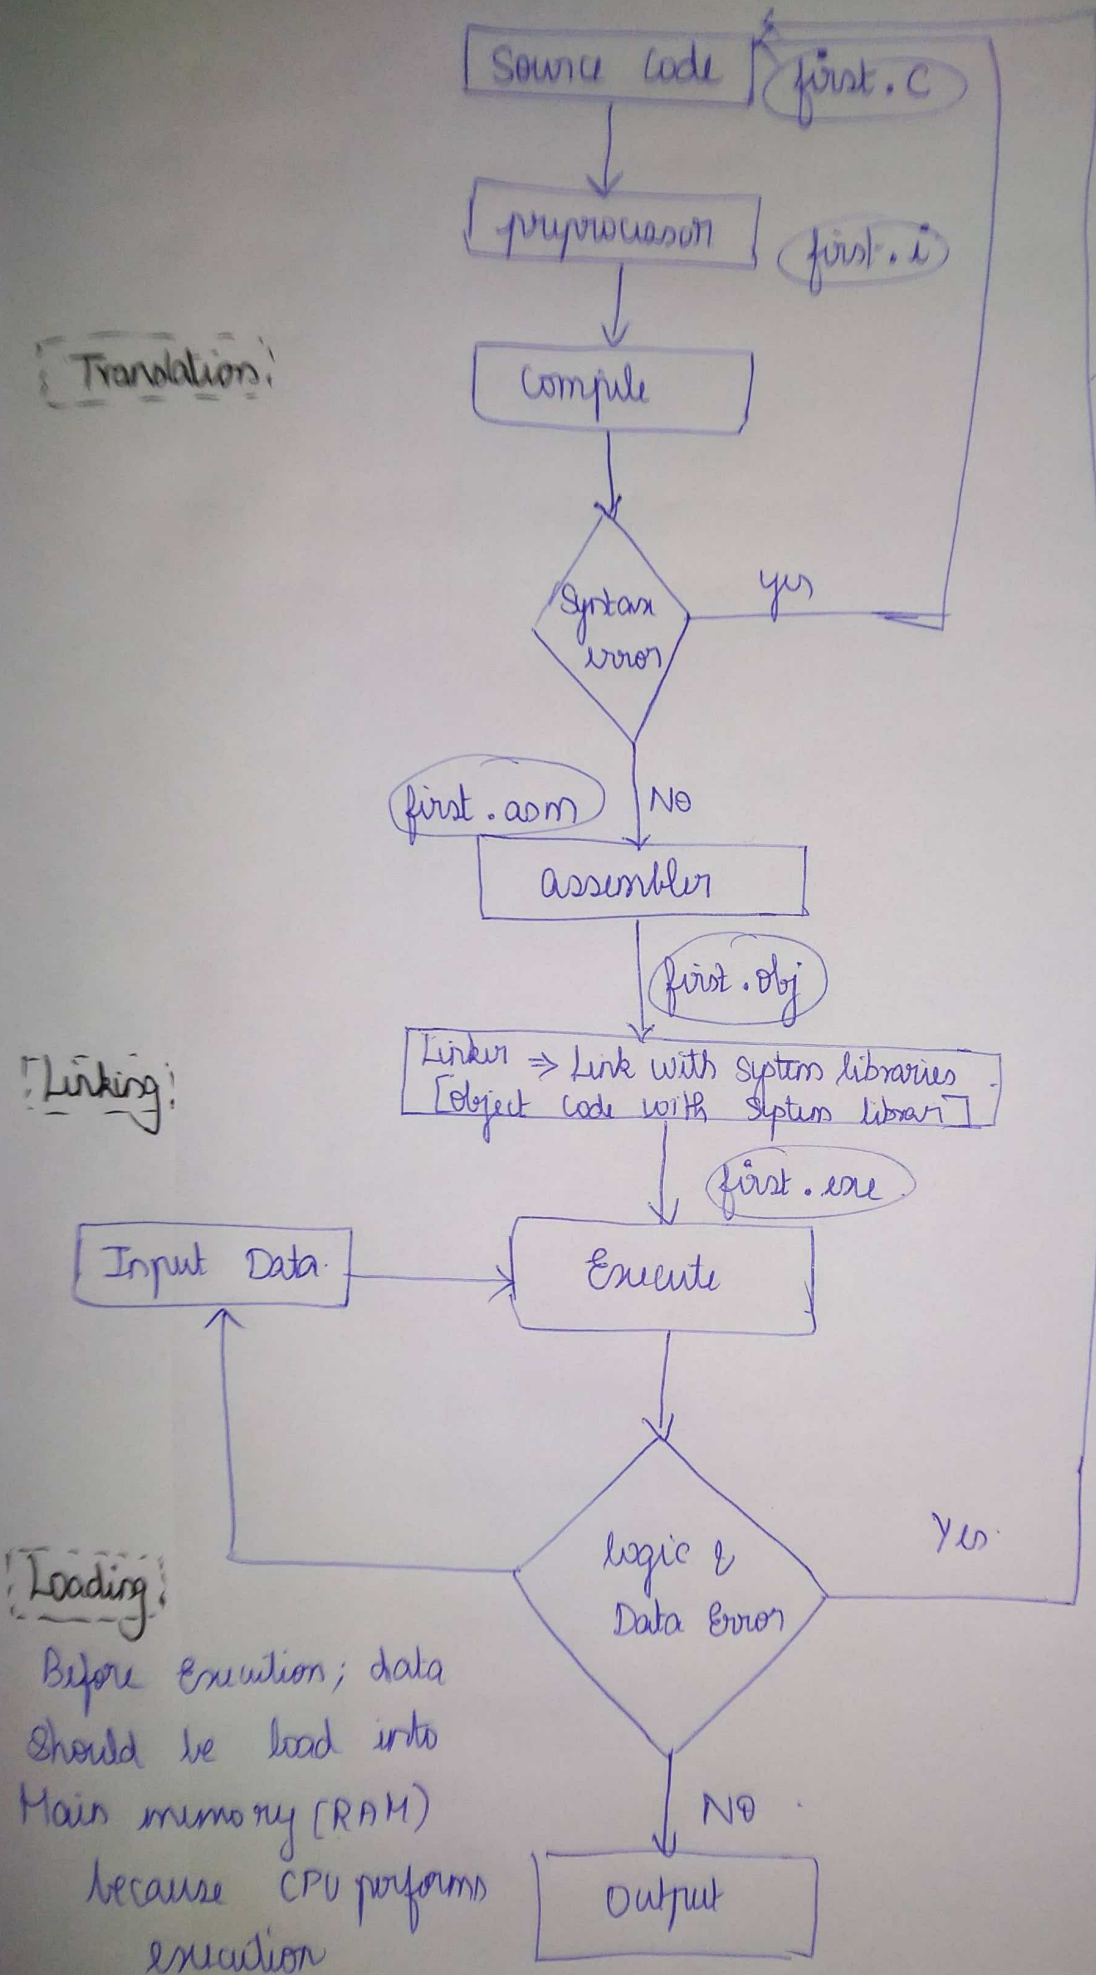 Source Code
first.c
preprocessor
first.i
Translation
Compile
Syntax
error
yes
first.asm
NO
assembler
first.obj
Linking
Linker ⇒ Link with System libraries
[object code with System librar]
first.exe
Input Data
Execute
Logic &
Data Error
Yes
Loading
Before Execution; data
should be load into
Main memory (RAM)
because CPU performs
execution
NO
Output